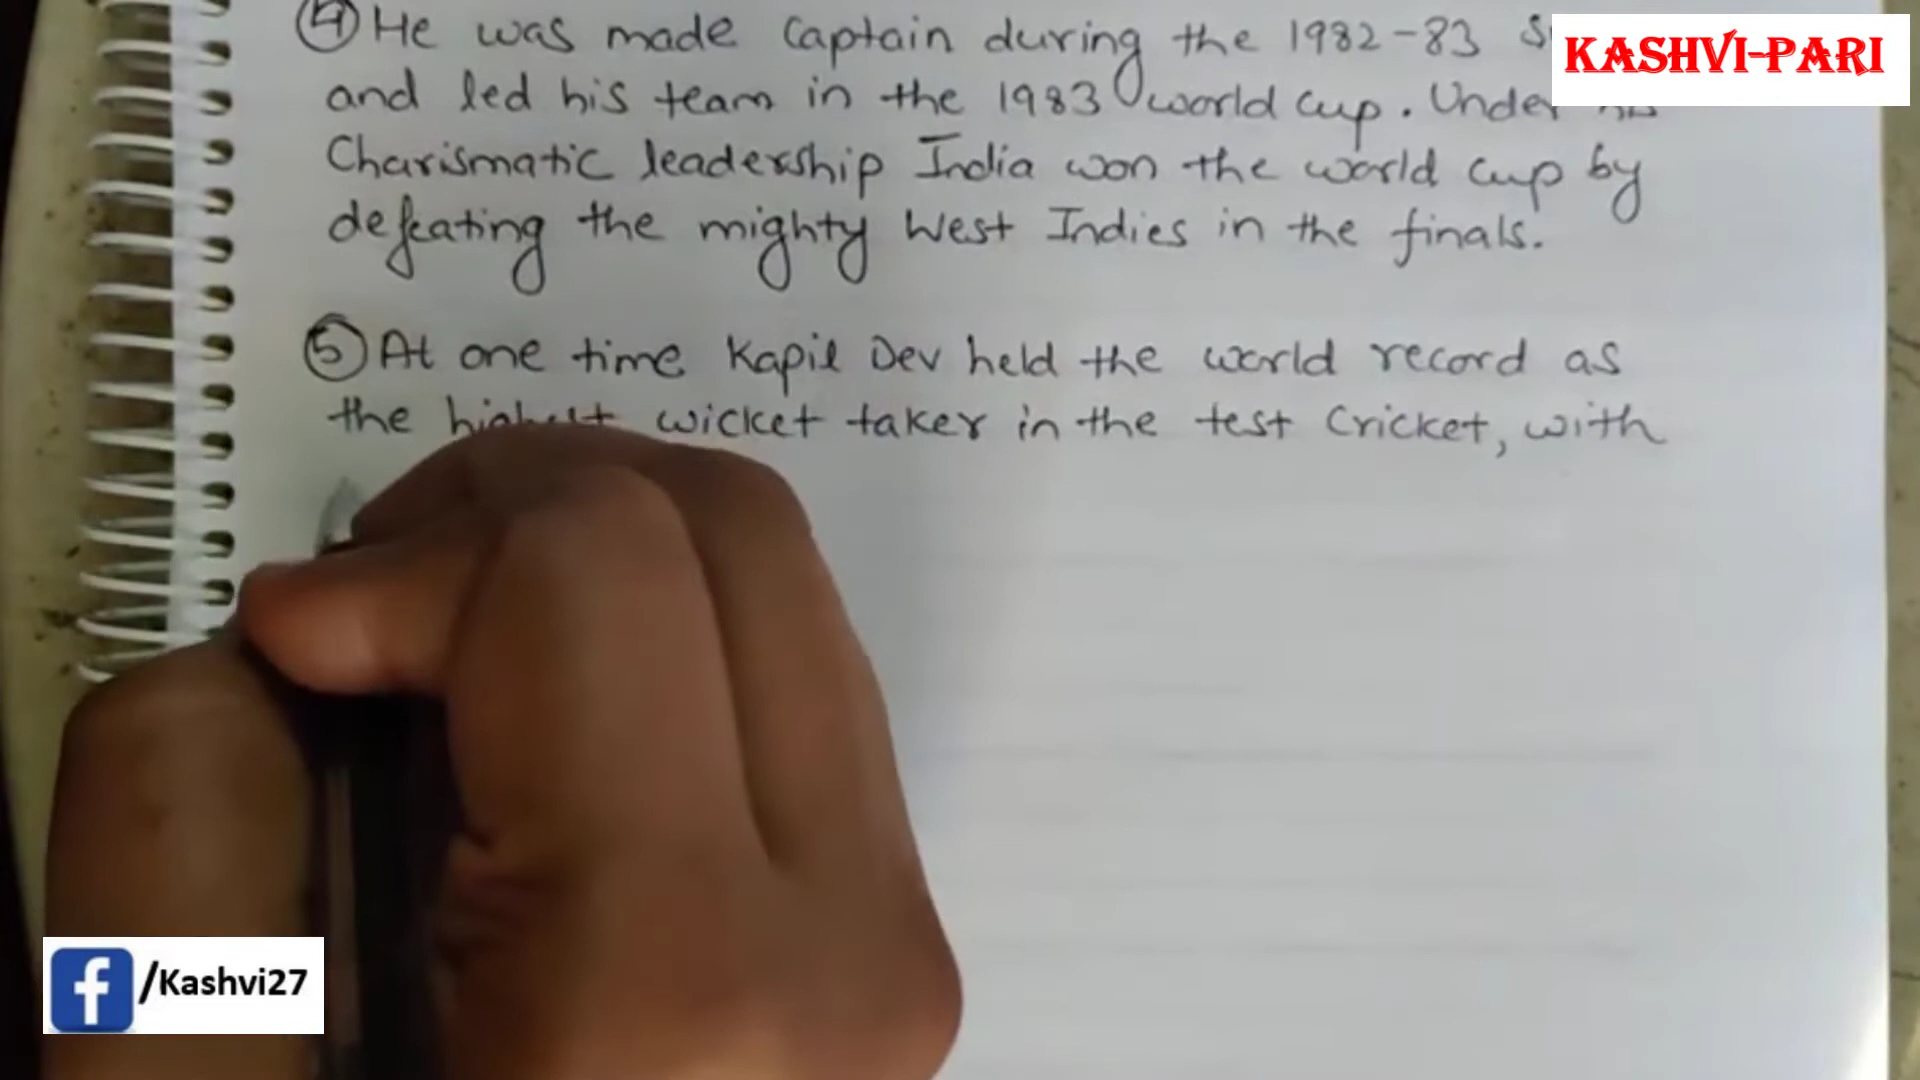 ④ He was made Captain during the 1982-83
KASHVI-PARI
and led his team in the 1983 world cup. Under
Charismatic leadership India won the world cup by
defeating the mighty West Indies in the finals.
⑤ At one time Kapil Dev held the world record as
the highest wicket taker in the test Cricket, with
/Kashvi27